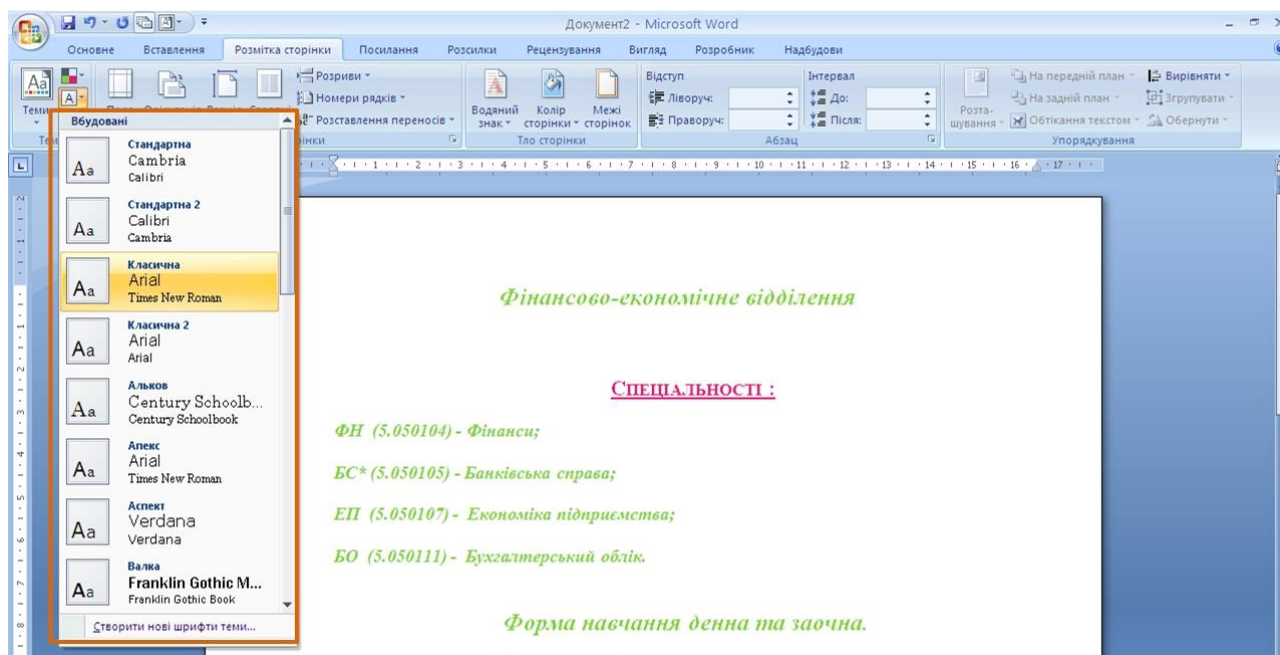 Документ2 - Microsoft Word
Основне Вставлення Розмітка сторінки Посилання Розсилки Рецензування Вигляд Розробник Надбудови
Розриви
Номери рядків
Розставлення переносів
Водяний знак
Колір сторінки
Межі сторінок
Тло сторінки
Відступ
Ліворуч:
Праворуч:
Інтервал
До:
Після:
Абзац
Розта-
шування
На передній план
На задній план
Обтікання текстом
Вирівняти
Згрупувати
Обернути
Упорядкування
Вбудовані
Стандартна
Cambria
Calibri
Стандартна 2
Calibri
Cambria
Класична
Arial
Times New Roman
Класична 2
Arial
Arial
Альков
Century Schoolb...
Century Schoolbook
Апекс
Arial
Times New Roman
Аспект
Verdana
Verdana
Валка
Franklin Gothic M...
Franklin Gothic Book
Створити нові шрифти теми...
Фінансово-економічне відділення
Спеціальності :
ФН (5.050104) - Фінанси;
БС* (5.050105) - Банківська справа;
ЕП (5.050107) - Економіка підприємства;
БО (5.050111) - Бухгалтерський облік.
Форма навчання денна та заочна.